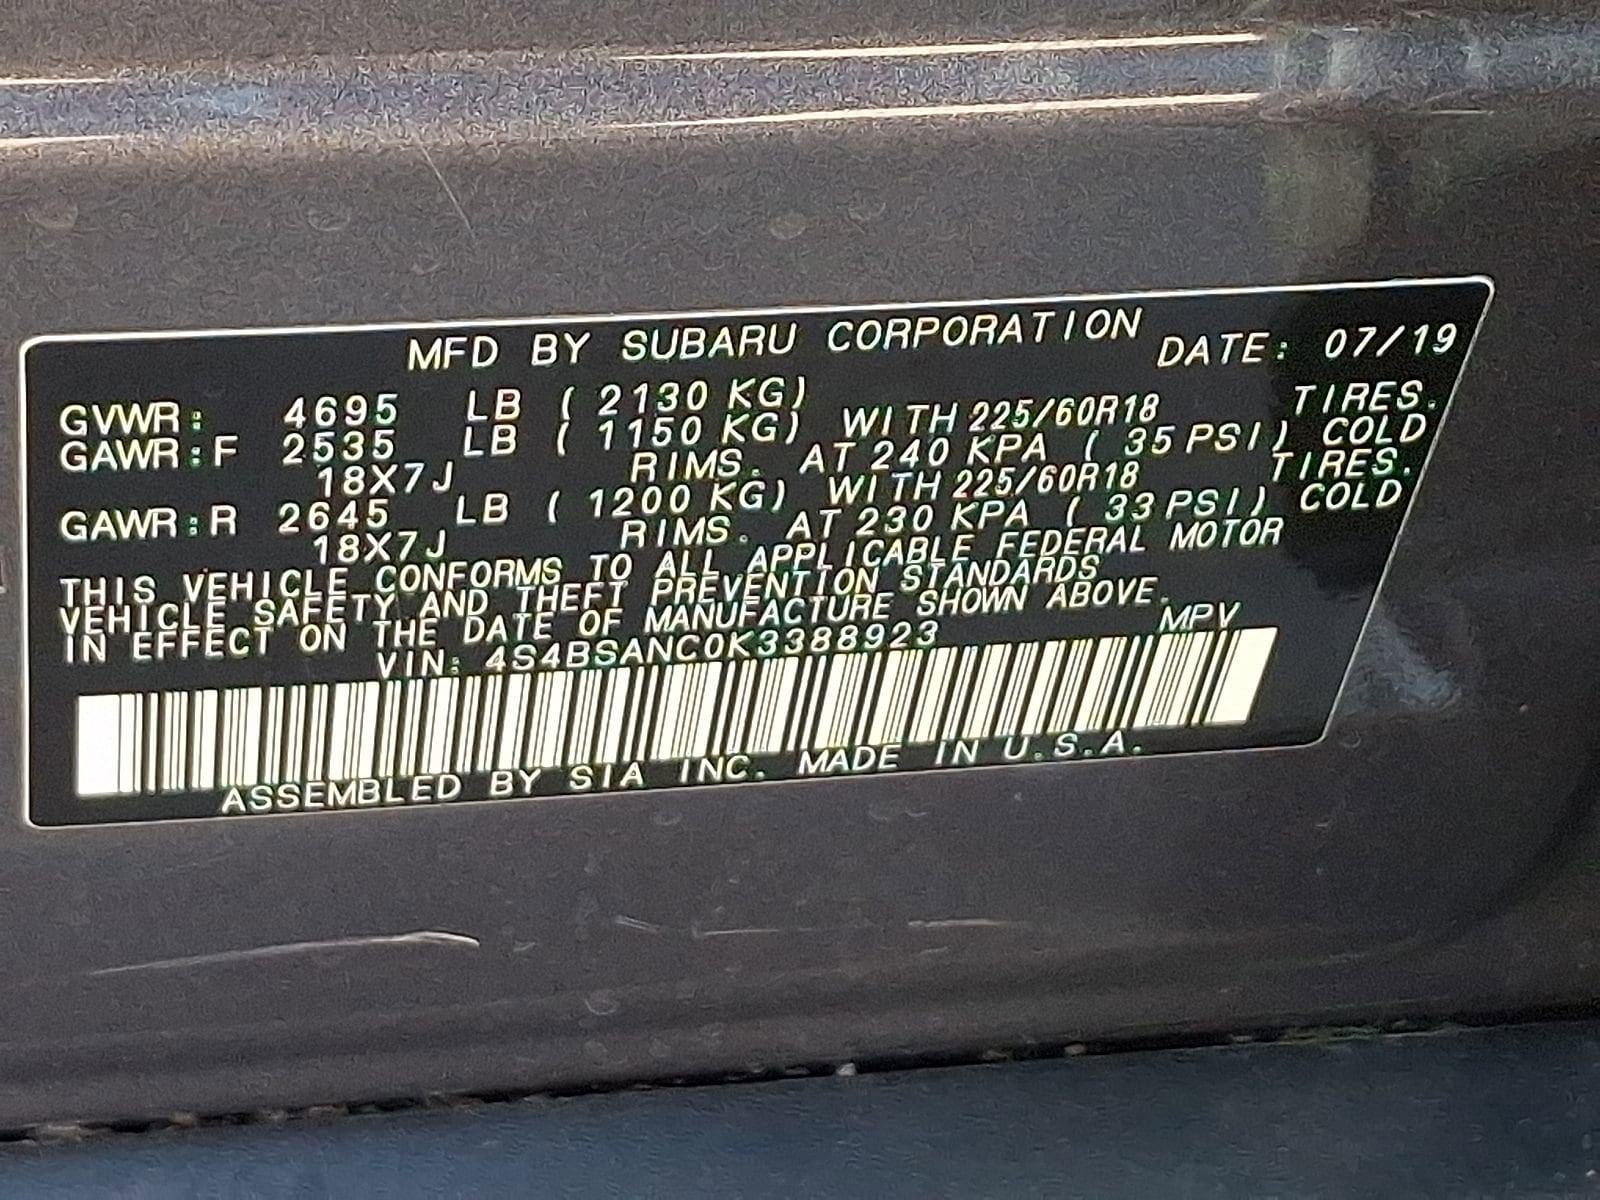 MFD BY SUBARU CORPORATION DATE: 07/19
GVWR: 4695 LB ( 2130 KG)
GAWR:F 2535 LB ( 1150 KG) WITH 225/60R18 TIRES.
18X7J RIMS. AT 240 KPA ( 35 PSI) COLD
GAWR:R 2645 LB ( 1200 KG) WITH 225/60R18 TIRES.
18X7J RIMS. AT 230 KPA ( 33 PSI) COLD
THIS VEHICLE CONFORMS TO ALL APPLICABLE FEDERAL MOTOR
VEHICLE SAFETY AND THEFT PREVENTION STANDARDS
IN EFFECT ON THE DATE OF MANUFACTURE SHOWN ABOVE.
VIN: 4S4BSANC0K3388923 MPV
ASSEMBLED BY SIA INC. MADE IN U.S.A.